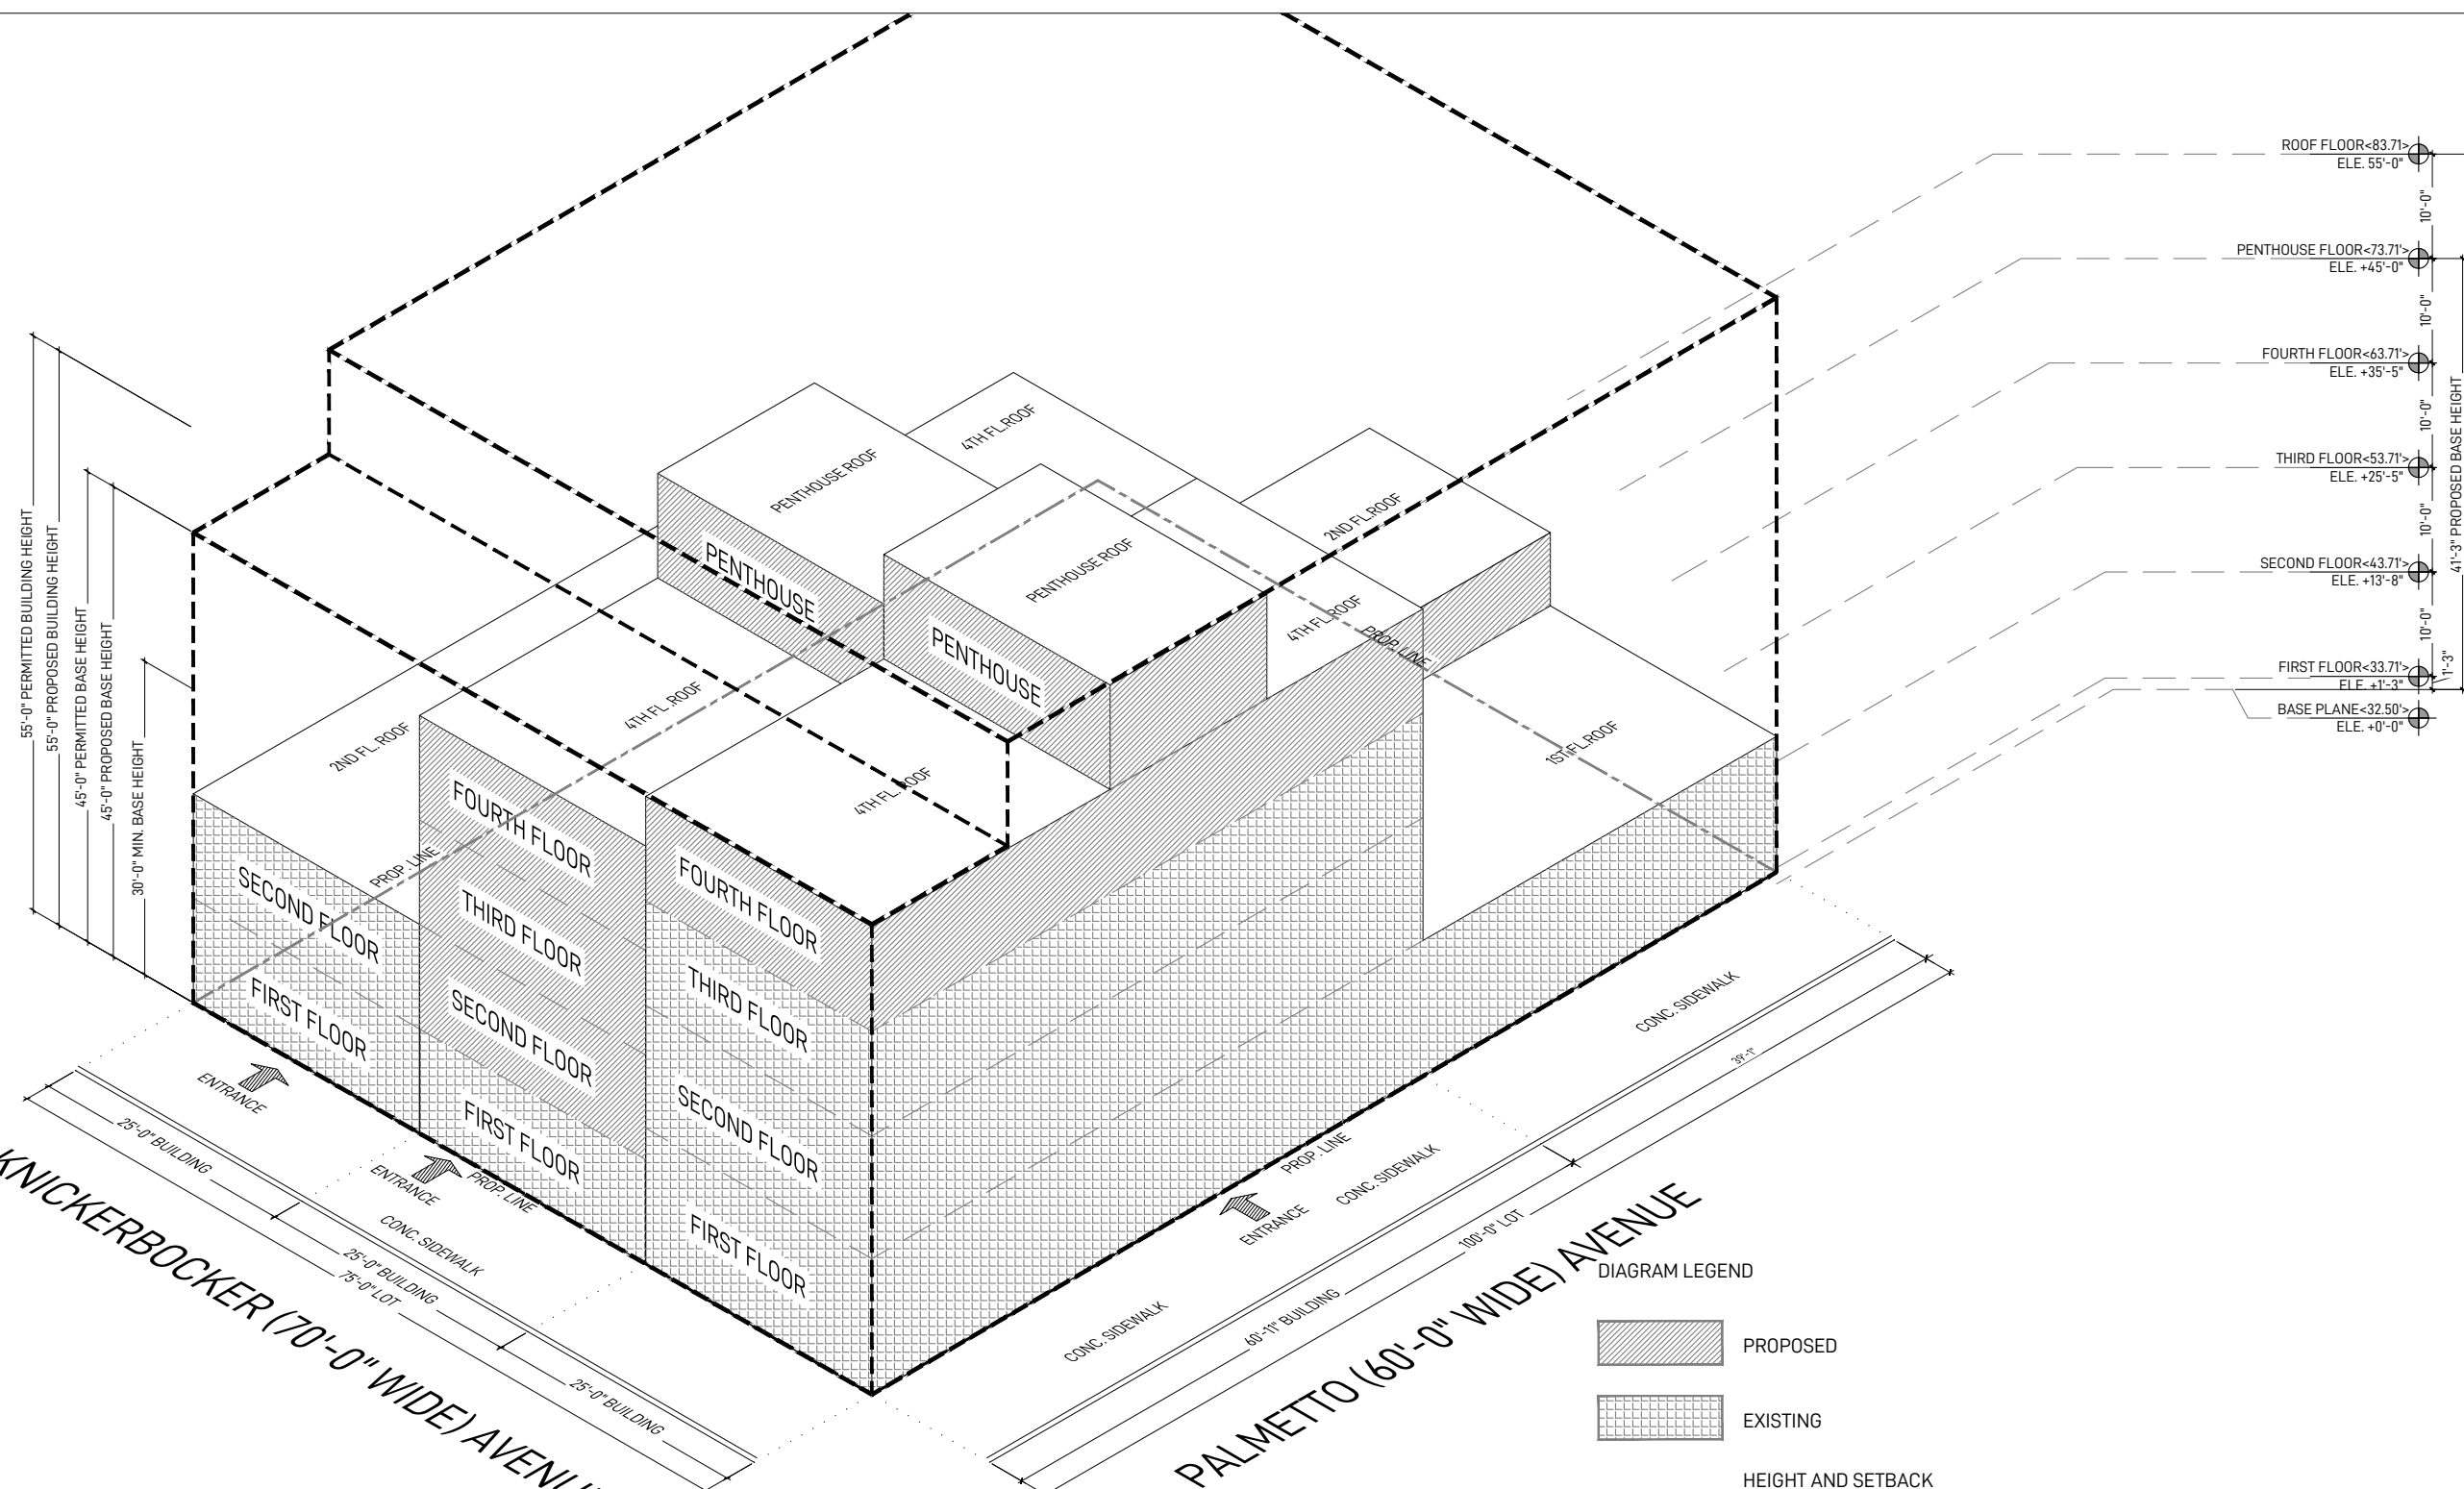 55'-0" PERMITTED BUILDING HEIGHT
55'-0" PROPOSED BUILDING HEIGHT
45'-0" PERMITTED BASE HEIGHT
45'-0" PROPOSED BASE HEIGHT
30'-0" MIN. BASE HEIGHT
4TH FL.ROOF
PENTHOUSE ROOF
2ND FL.ROOF
PENTHOUSE
PENTHOUSE ROOF
4TH FL.ROOF
PROP. LINE
PENTHOUSE
2ND FL. ROOF
4TH FL.ROOF
4TH FL.ROOF
1ST.FL.ROOF
PROP. LINE
FOURTH FLOOR
FOURTH FLOOR
SECOND FLOOR
THIRD FLOOR
THIRD FLOOR
FIRST FLOOR
SECOND FLOOR
SECOND FLOOR
FIRST FLOOR
FIRST FLOOR
ENTRANCE
ENTRANCE
PROP. LINE
CONC. SIDEWALK
25'-0" BUILDING
25'-0" BUILDING
75'-0" LOT
25'-0" BUILDING
KNICKERBOCKER (70'-0" WIDE) AVENU
CONC. SIDEWALK
39'-1"
PROP. LINE
CONC. SIDEWALK
ENTRANCE
100'-0" LOT
CONC. SIDEWALK
60'-11" BUILDING
PALMETTO (60'-0" WIDE) AVENUE
ROOF FLOOR<83.71>
ELE. 55'-0"
10'-0"
PENTHOUSE FLOOR<73.71'>
ELE. +45'-0"
10'-0"
FOURTH FLOOR<63.71'>
ELE. +35'-5"
10'-0"
THIRD FLOOR<53.71'>
ELE. +25'-5"
10'-0"
SECOND FLOOR<43.71'>
ELE. +13'-8"
10'-0"
FIRST FLOOR<33.71'>
ELE. +1'-3"
1'-3"
BASE PLANE<32.50'>
ELE. +0'-0"
41'-3" PROPOSED BASE HEIGHT
DIAGRAM LEGEND
PROPOSED
EXISTING
HEIGHT AND SETBACK